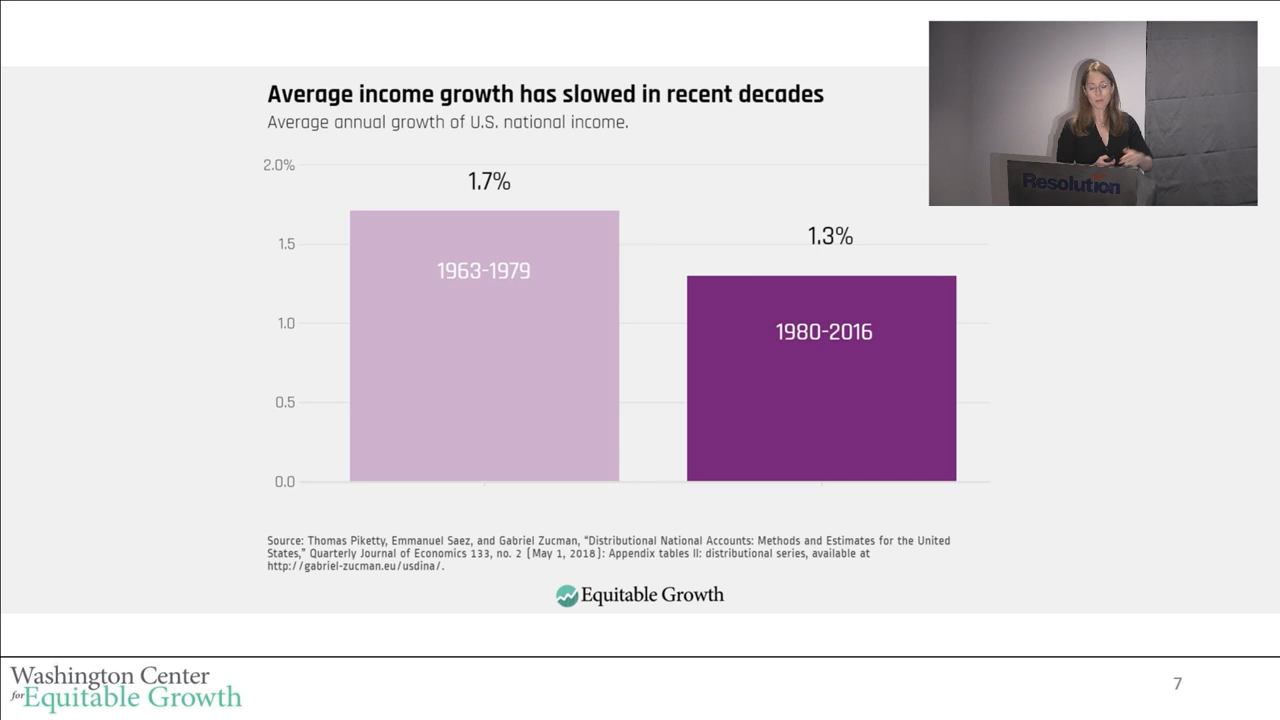 Average income growth has slowed in recent decades
Average annual growth of U.S. national income.
2.0%
1.7%
1.5
1.3%
1963-1979
1.0
1980-2016
0.5
0.0
Source: Thomas Piketty, Emmanuel Saez, and Gabriel Zucman, “Distributional National Accounts: Methods and Estimates for the United
States,” Quarterly Journal of Economics 133, no. 2 (May 1, 2018): Appendix tables II: distributional series, available at
http://gabriel-zucman.eu/usdina/.
Equitable Growth
Resolution
Washington Center
for Equitable Growth
7